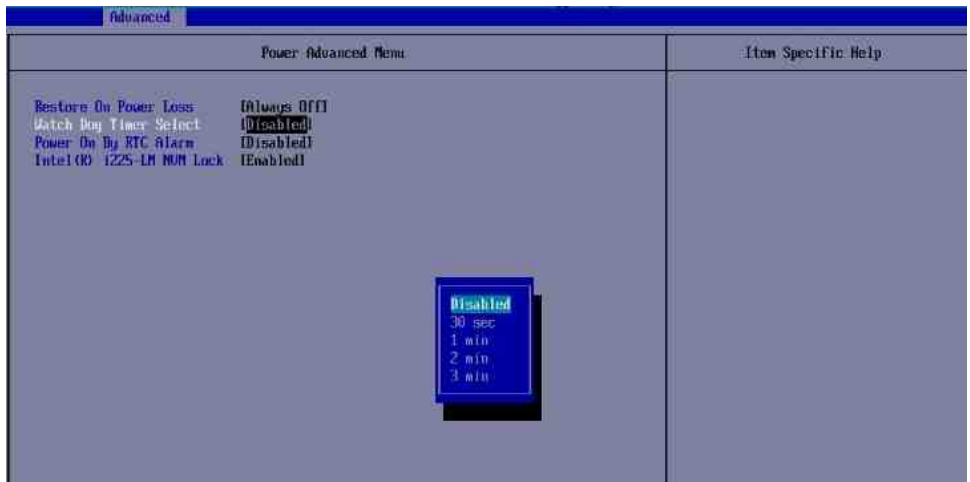 Advanced
Power Advanced Menu
Item Specific Help
Restore On Power Loss [Always Off]
Watch Dog Timer Select [Disabled]
Power On By RTC Alarm [Disabled]
Intel(R) i225-LM NVM Lock [Enabled]
Disabled
30 sec
1 min
2 min
3 min